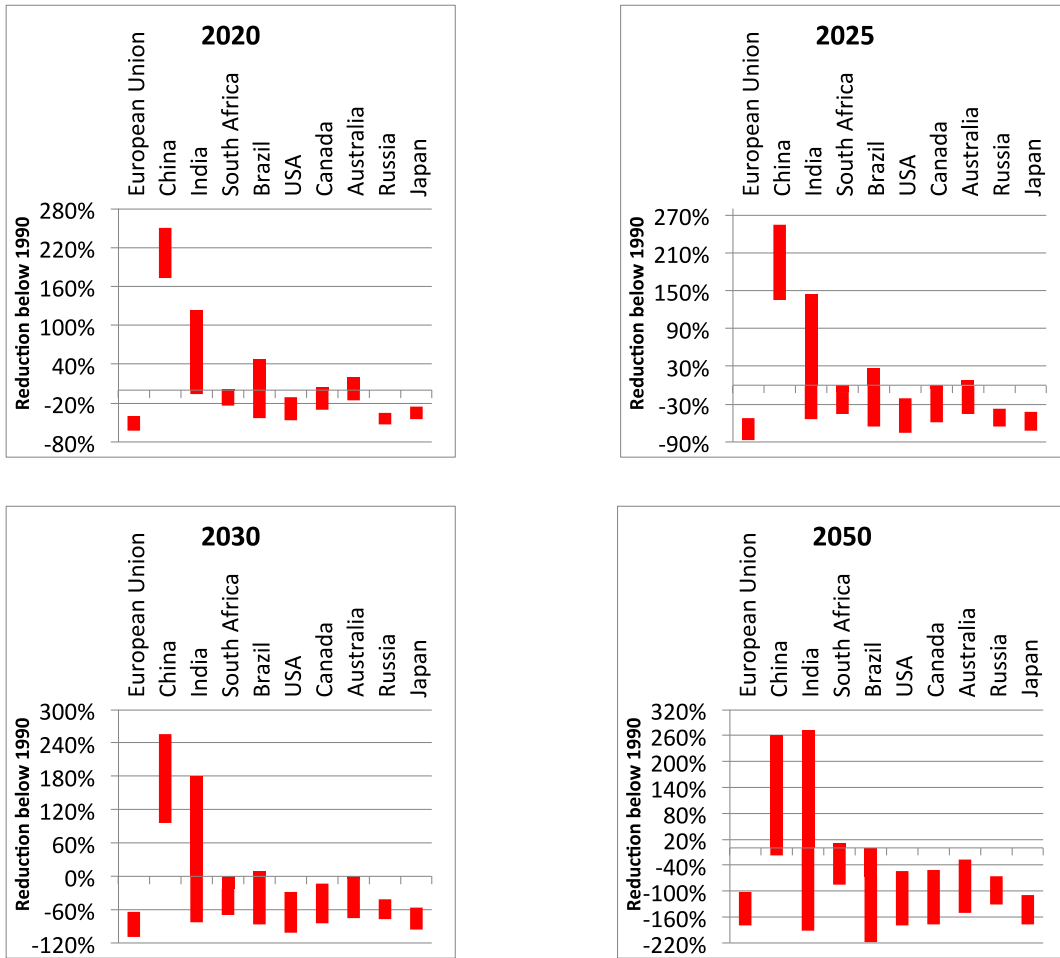 2020
European Union
China
India
South Africa
Brazil
USA
Canada
Australia
Russia
Japan
Reduction below 1990
280%
220%
160%
100%
40%
-20%
-80%
2025
European Union
China
India
South Africa
Brazil
USA
Canada
Australia
Russia
Japan
Reduction below 1990
270%
210%
150%
90%
30%
-30%
-90%
2030
European Union
China
India
South Africa
Brazil
USA
Canada
Australia
Russia
Japan
Reduction below 1990
300%
240%
180%
120%
60%
0%
-60%
-120%
2050
European Union
China
India
South Africa
Brazil
USA
Canada
Australia
Russia
Japan
Reduction below 1990
320%
260%
200%
140%
80%
20%
-40%
-100%
-160%
-220%